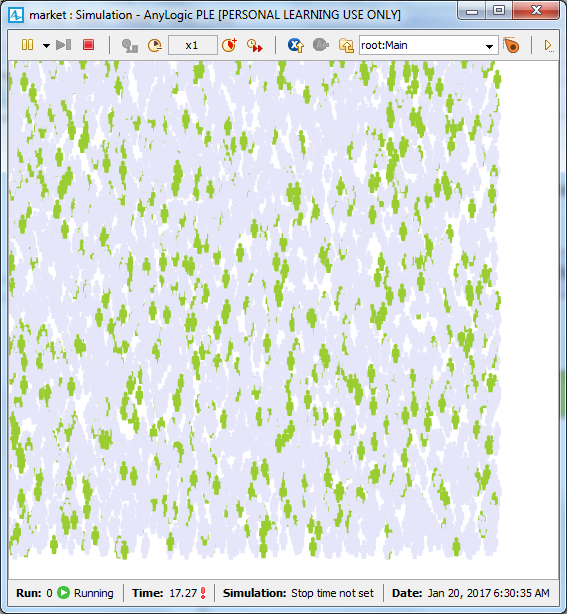 market : Simulation - AnyLogic PLE [PERSONAL LEARNING USE ONLY]
x1 root:Main
Run: 0 Running Time: 17.27 Simulation: Stop time not set Date: Jan 20, 2017 6:30:35 AM